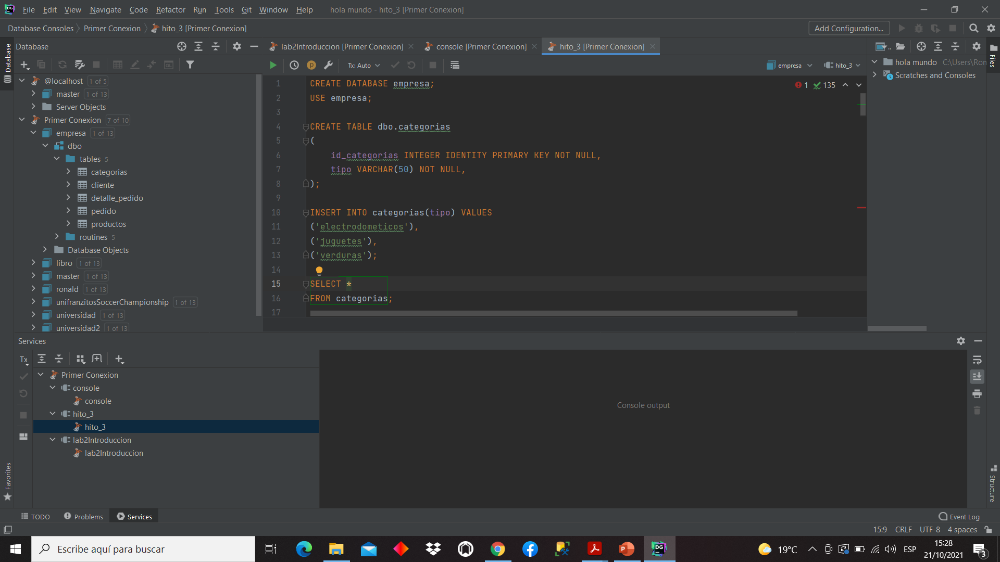 File Edit View Navigate Code Refactor Run Tools Git Window Help hola mundo - hito_3 [Primer Conexion]
Database Consoles Primer Conexion hito_3 [Primer Conexion] Add Configuration...
Database
lab2Introduccion [Primer Conexion] console [Primer Conexion] hito_3 [Primer Conexion]
Tx: Auto empresa hito_3
@localhost 1 of 5
master 1 of 13
Server Objects
Primer Conexion 7 of 10
empresa 1 of 13
dbo
tables 5
categorias
cliente
detalle_pedido
pedido
productos
routines 5
Database Objects
libro 1 of 13
master 1 of 13
ronald 1 of 13
unifranzitosSoccerChampionship 1 of 13
universidad 1 of 13
universidad2 1 of 13
1 CREATE DATABASE empresa;
2 USE empresa;
3
4 CREATE TABLE dbo.categorias
5 (
6 id_categorias INTEGER IDENTITY PRIMARY KEY NOT NULL,
7 tipo VARCHAR(50) NOT NULL,
8 );
9
10 INSERT INTO categorias(tipo) VALUES
11 ('electrodometicos'),
12 ('juguetes'),
13 ('verduras');
14
15 SELECT *
16 FROM categorias;
17
1 135
hola mundo C:\Users\Ron
Scratches and Consoles
Database
Files
Services
Tx
Primer Conexion
console
console
hito_3
hito_3
lab2Introduccion
lab2Introduccion
Console output
Favorites
Structure
TODO Problems Services Event Log
15:9 CRLF UTF-8 4 spaces
Escribe aquí para buscar
19°C ESP
15:28
21/10/2021
3